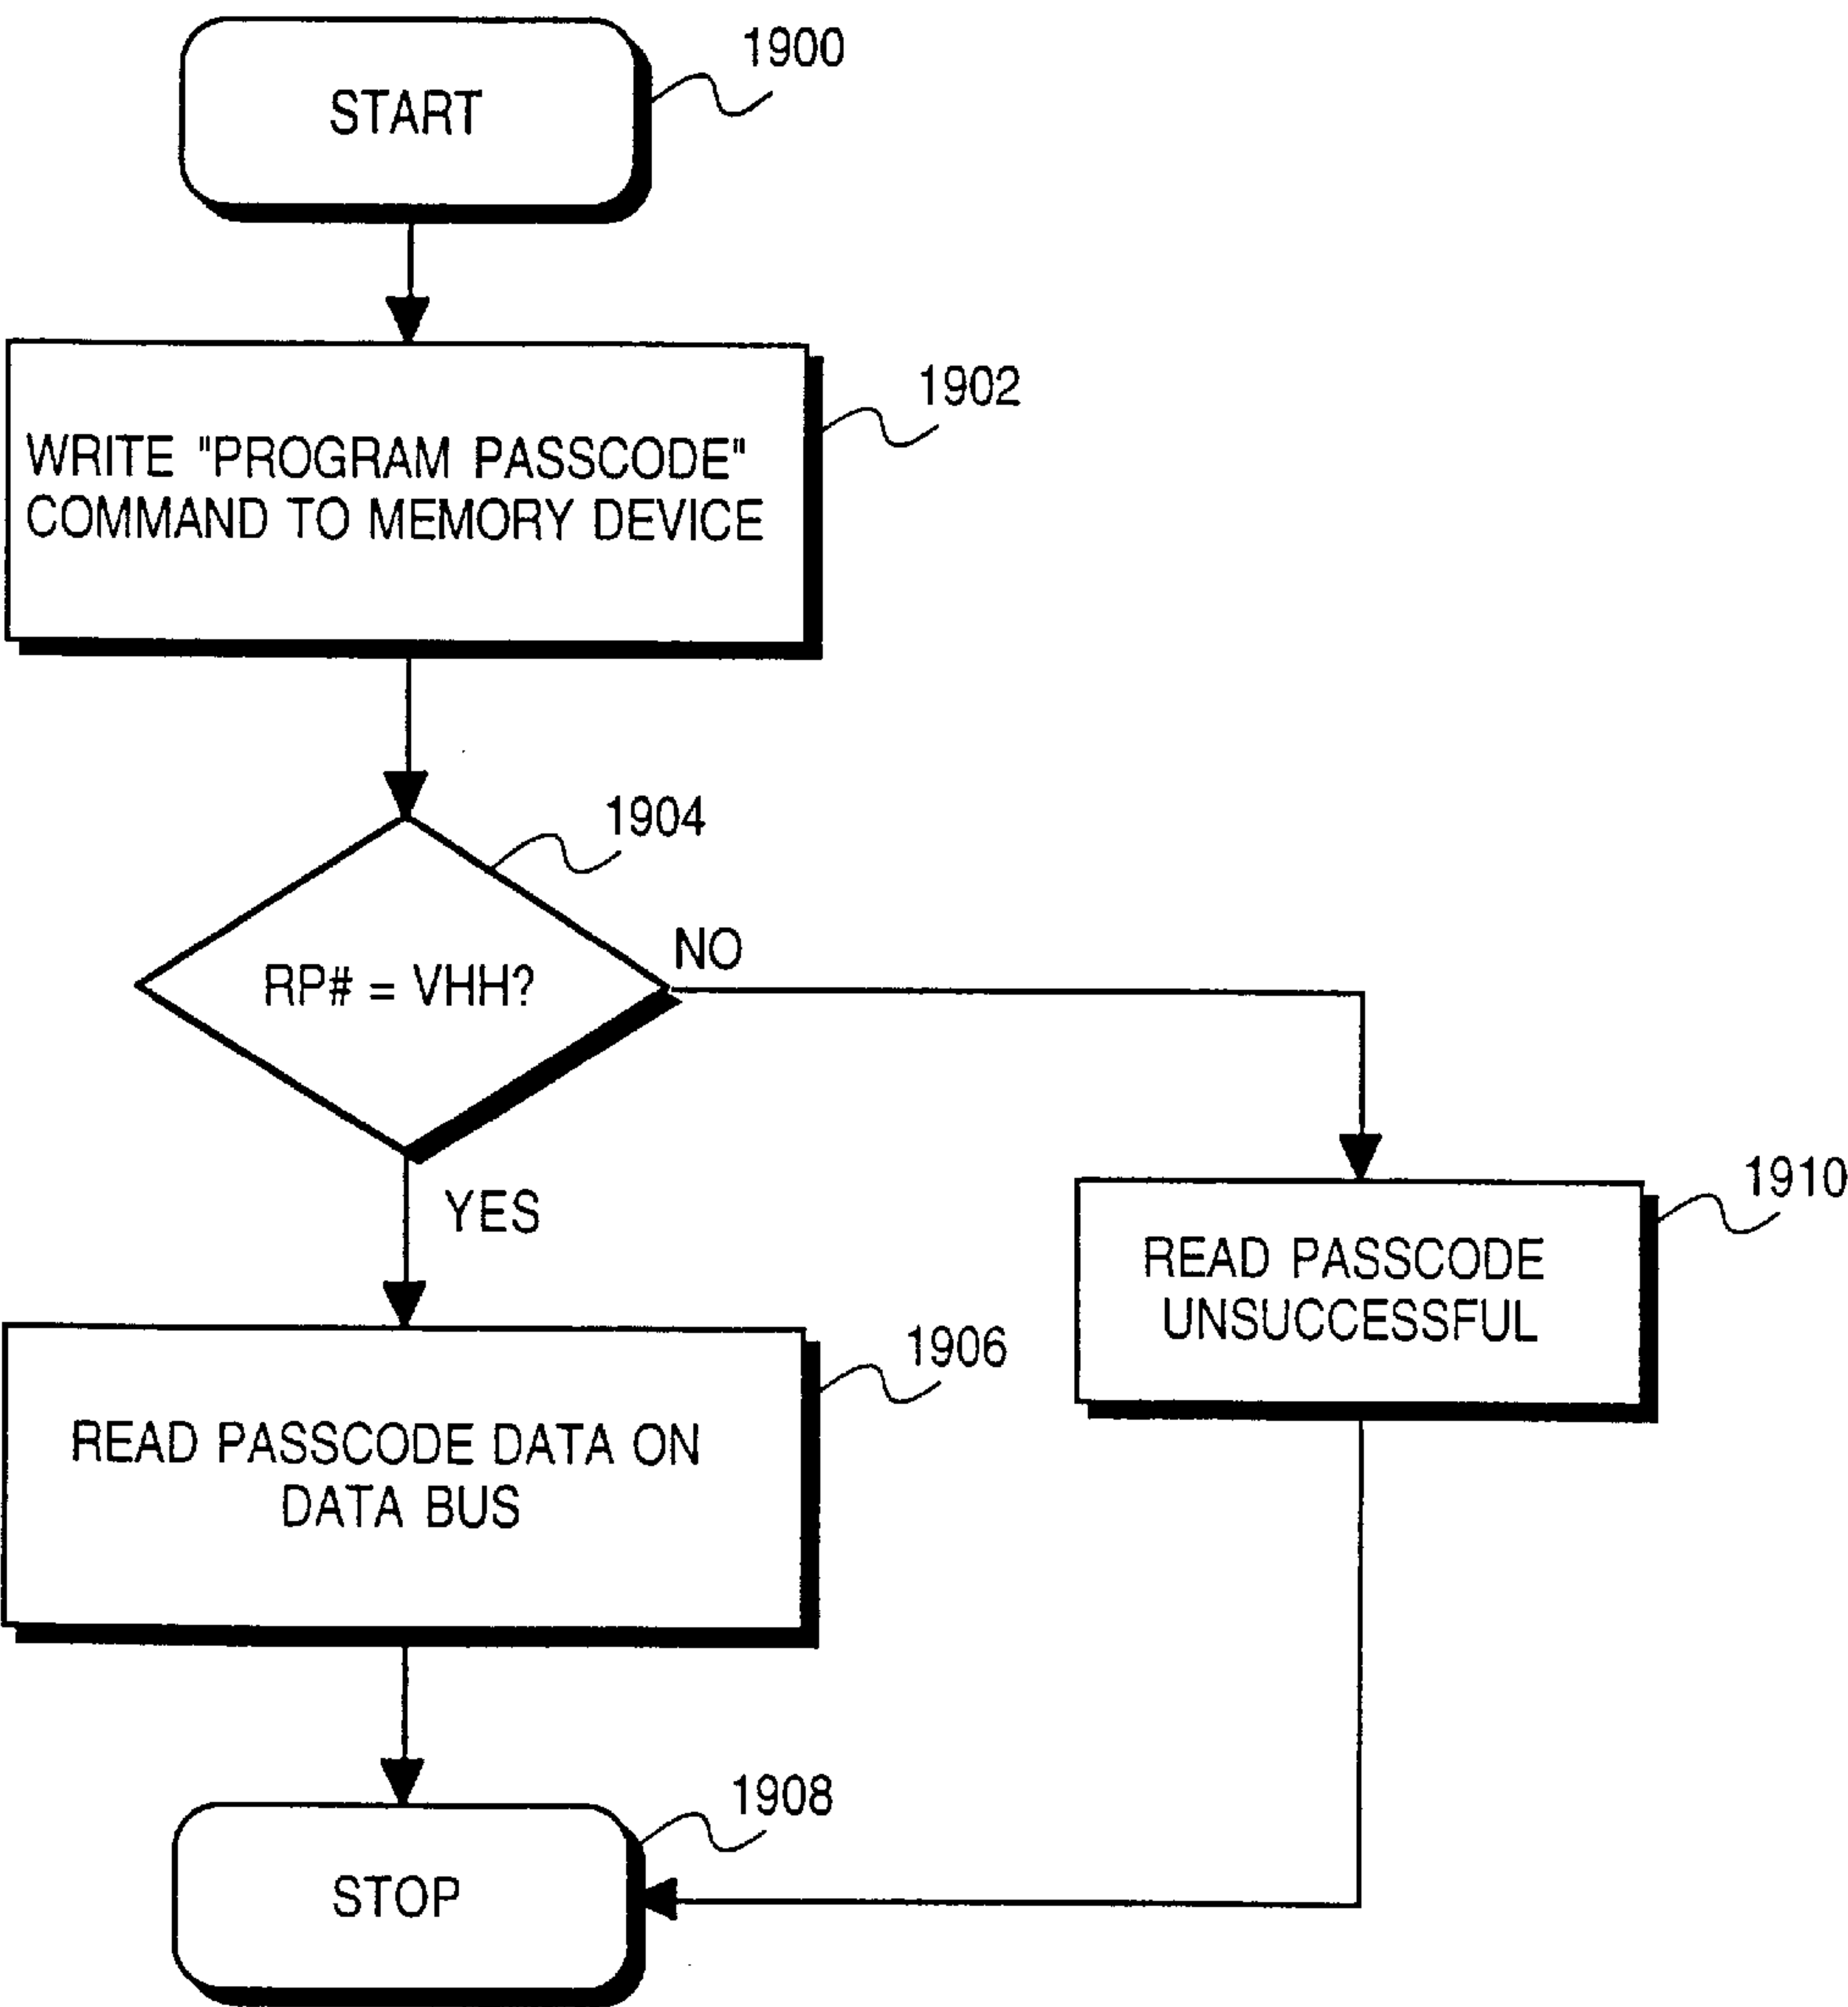 START
1900
WRITE "PROGRAM PASSCODE"
COMMAND TO MEMORY DEVICE
1902
RP# = VHH?
1904
NO
YES
READ PASSCODE DATA ON
DATA BUS
1906
READ PASSCODE
UNSUCCESSFUL
1910
STOP
1908